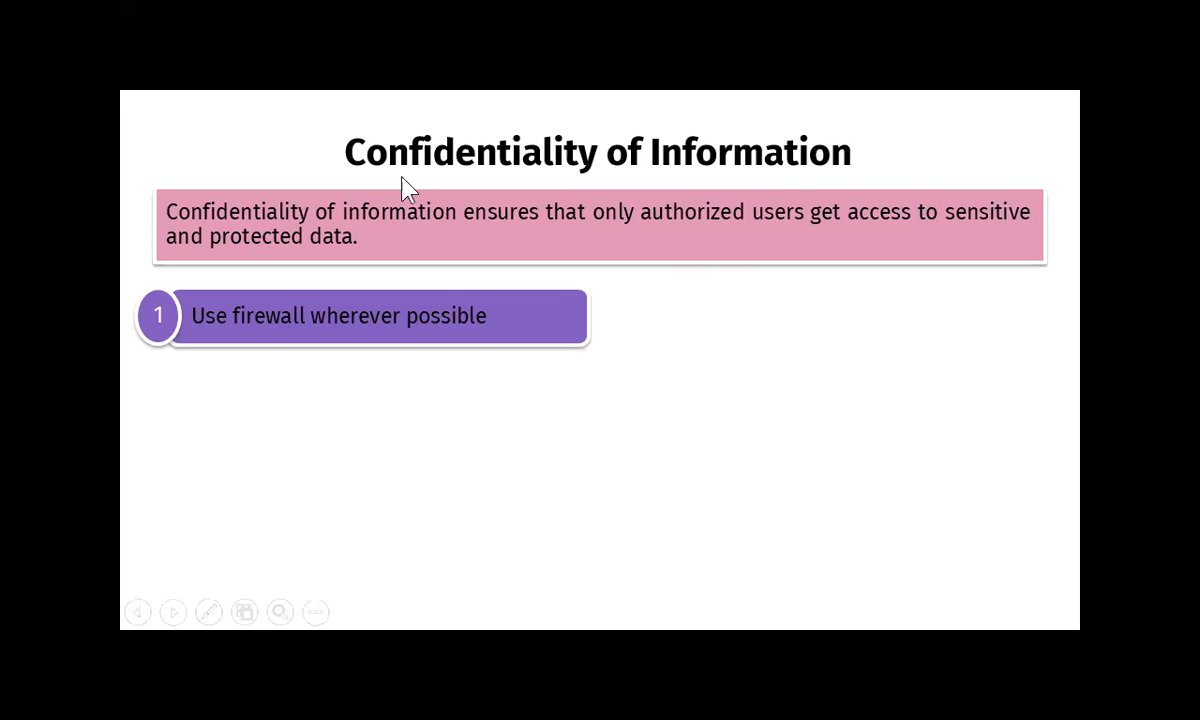 Confidentiality of Information
Confidentiality of information ensures that only authorized users get access to sensitive
and protected data.
1 Use firewall wherever possible